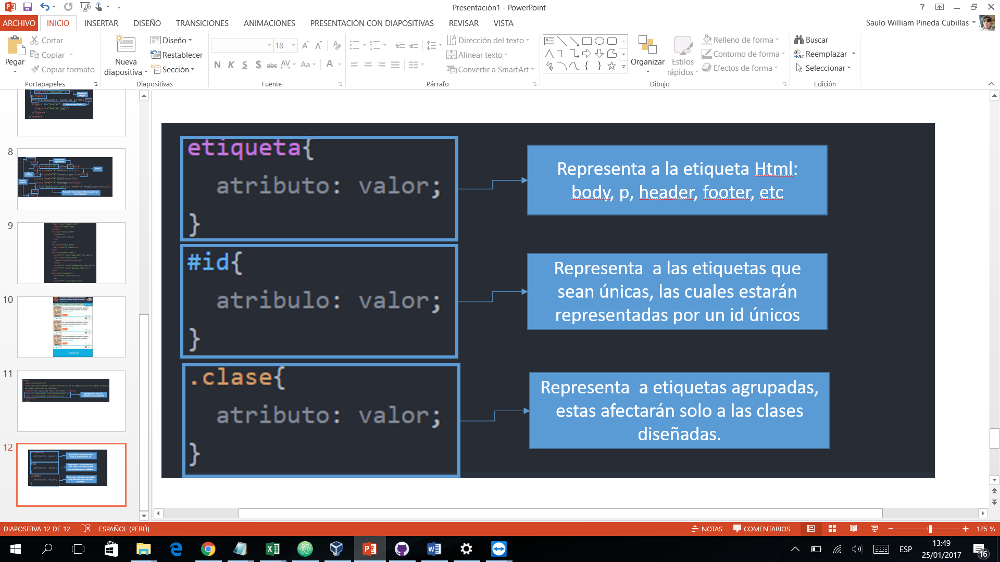 Presentación1 - PowerPoint
?
ARCHIVO INICIO INSERTAR DISEÑO TRANSICIONES ANIMACIONES PRESENTACIÓN CON DIAPOSITIVAS REVISAR VISTA
Saulo William Pineda Cubillas
Pegar
Cortar
Copiar
Copiar formato
Portapapeles
Nueva
diapositiva
Diseño
Restablecer
Sección
Diapositivas
18
N K S S abc AV Aa A
Fuente
Dirección del texto
Alinear texto
Convertir a SmartArt
Párrafo
Organizar
Estilos
rápidos
Relleno de forma
Contorno de forma
Efectos de forma
Dibujo
Buscar
Reemplazar
Seleccionar
Edición
8
9
10
11
12
etiqueta{
atributo: valor;
}
Representa a la etiqueta Html:
body, p, header, footer, etc
#id{
atribulo: valor;
}
Representa  a las etiquetas que
sean únicas, las cuales estarán
representadas por un id únicos
.clase{
atributo: valor;
}
Representa  a etiquetas agrupadas,
estas afectarán solo a las clases
diseñadas.
DIAPOSITIVA 12 DE 12 ESPAÑOL (PERÚ) NOTAS COMENTARIOS 125 %
ESP
13:49
25/01/2017
16